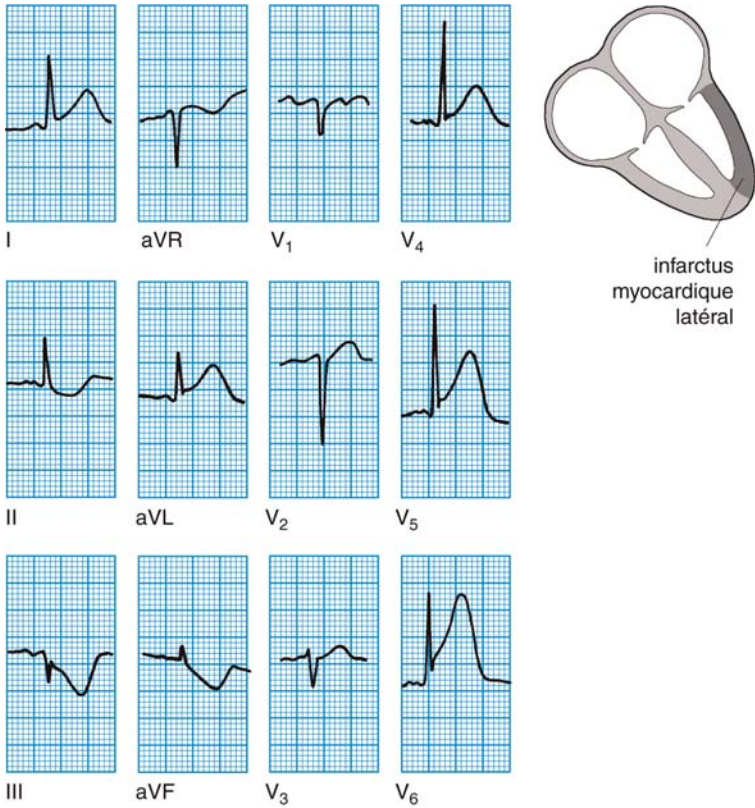 I
aVR
V₁
V₄
infarctus
myocardique
latéral
II
aVL
V₂
V₅
III
aVF
V₃
V₆